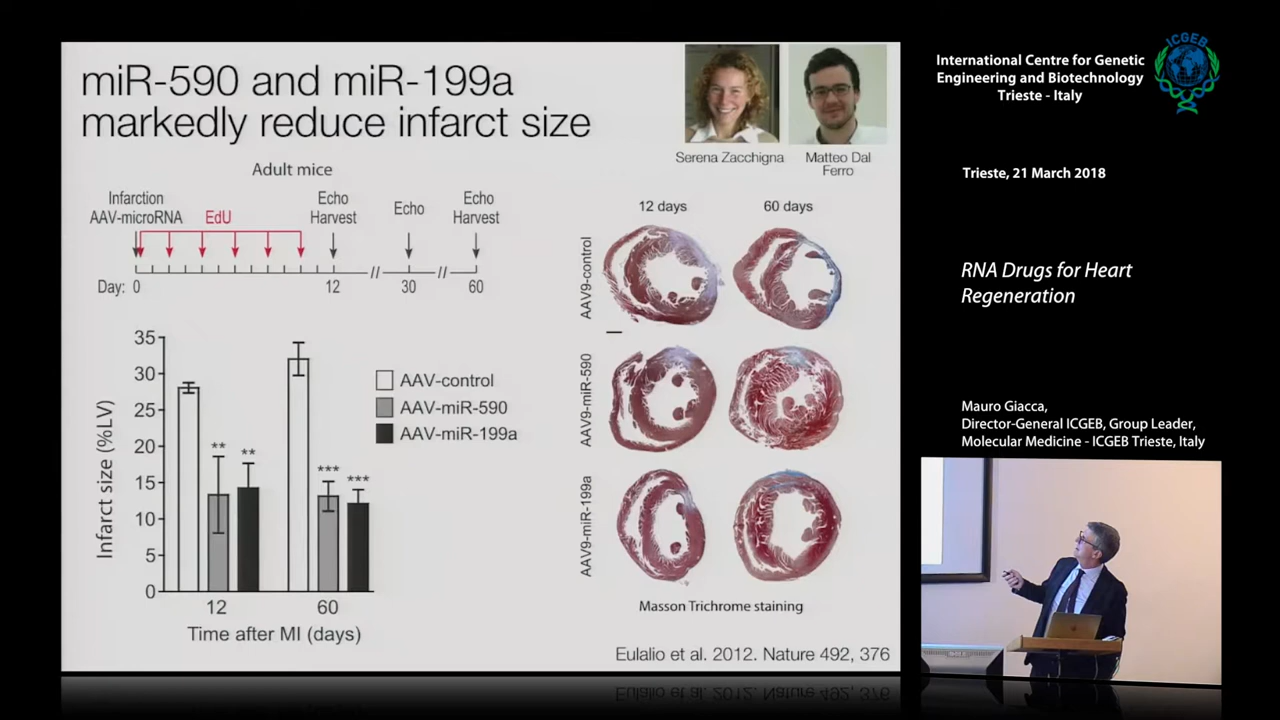 miR-590 and miR-199a
markedly reduce infarct size
Serena Zacchigna
Matteo Dal
Ferro
Adult mice
Infarction
AAV-microRNA
EdU
Echo
Harvest
Echo
Echo
Harvest
Day: 0
12
30
60
35
30
25
20
15
10
5
0
Infarct size (%LV)
** **
*** ***
12
60
Time after MI (days)
AAV-control
AAV-miR-590
AAV-miR-199a
12 days
60 days
AAV9-control
AAV9-miR-590
AAV9-miR-199a
Masson Trichrome staining
Eulalio et al. 2012. Nature 492, 376
ICGEB
International Centre for Genetic
Engineering and Biotechnology
Trieste - Italy
Trieste, 21 March 2018
RNA Drugs for Heart
Regeneration
Mauro Giacca,
Director-General ICGEB, Group Leader,
Molecular Medicine - ICGEB Trieste, Italy